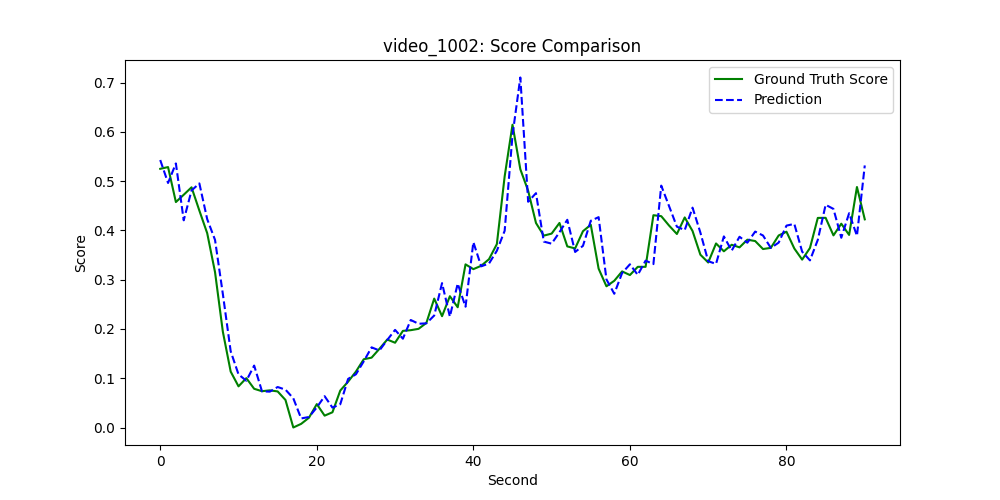 video_1002: Score Comparison
Ground Truth Score
Prediction
0.7
0.6
0.5
0.4
0.3
0.2
0.1
0.0
Score
0 20 40 60 80
Second